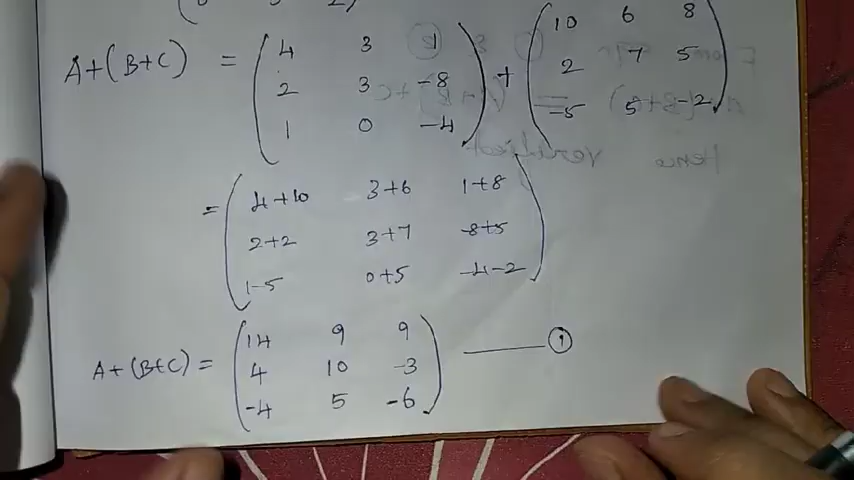 A+(B+C) = ( 4 3 1 ) + ( 10 6 8 )
2 3 -8 2 7 5
1 0 -4 -5 5 -2
= ( 4+10 3+6 1+8 )
2+2 3+7 -8+5
1-5 0+5 -4-2
A+(B+C) = ( 14 9 9 ) ——— ①
4 10 -3
-4 5 -6